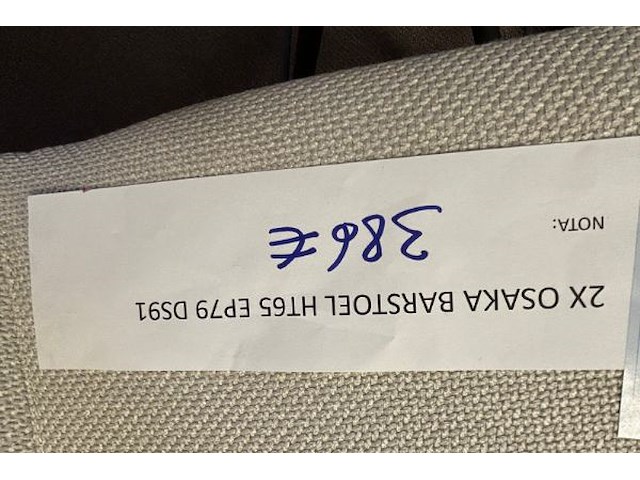 2X OSAKA BARSTOEL HT65 EP79 DS91
NOTA: 386 €